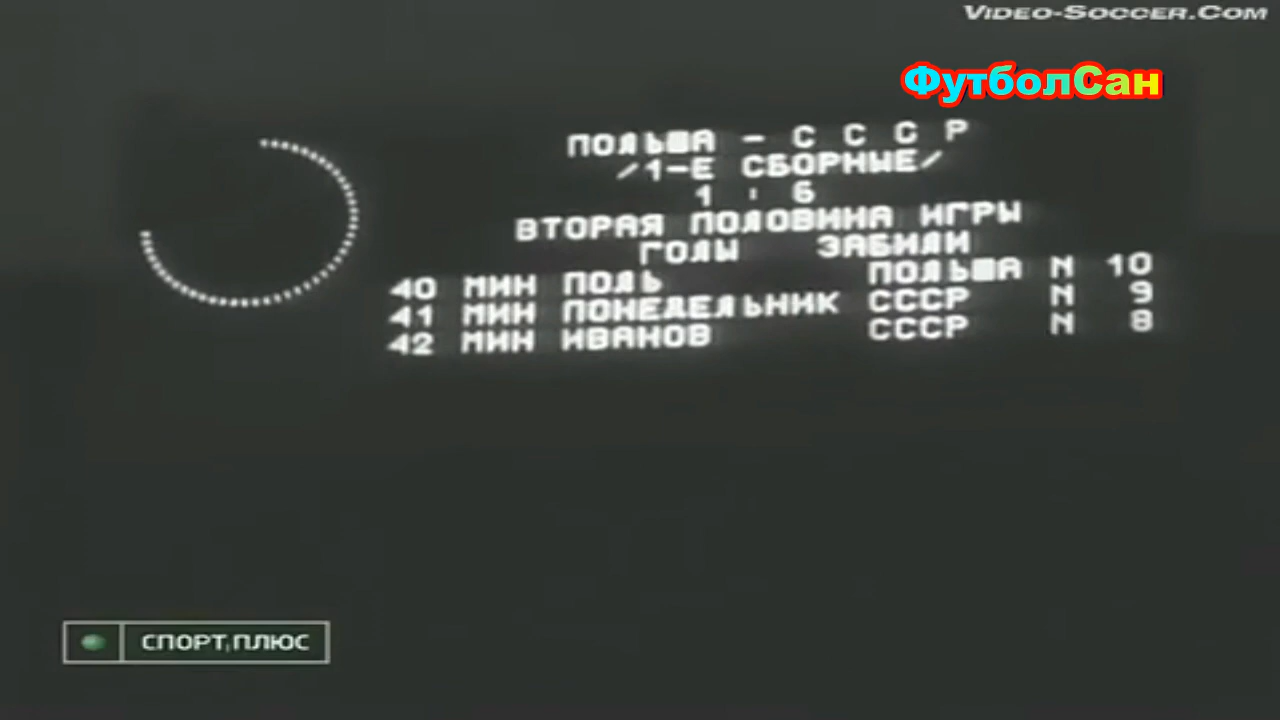 VIDEO-SOCCER.COM
ФутболСан
ПОЛЬША - С С С Р
/1-Е СБОРНЫЕ/
1 : 6
ВТОРАЯ ПОЛОВИНА ИГРЫ
ГОЛЫ ЗАБИЛИ
40 МИН ПОЛЬ ПОЛЬША N 10
41 МИН ПОНЕДЕЛЬНИК СССР N 9
42 МИН ИВАНОВ СССР N 8
СПОРТ ПЛЮС